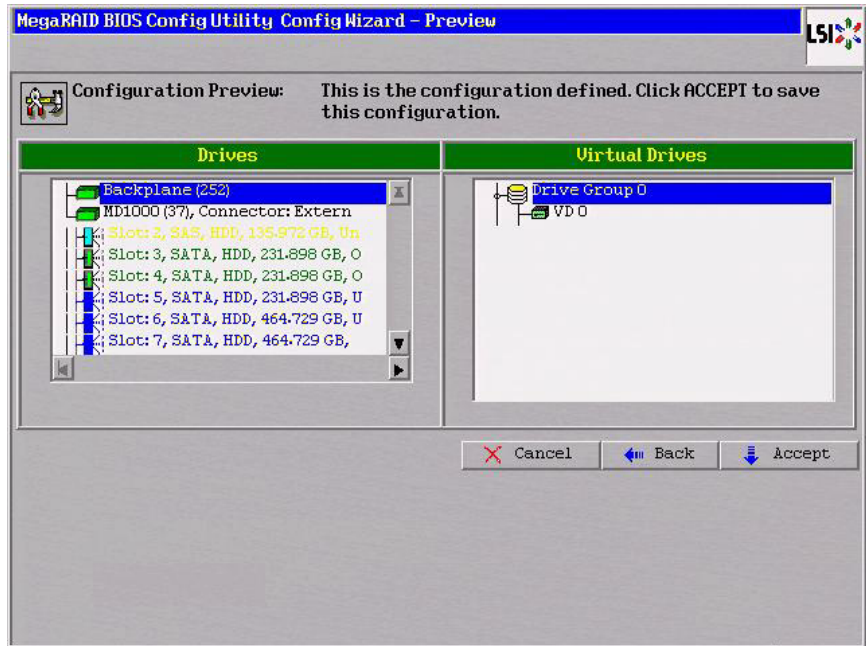 MegaRAID BIOS Config Utility Config Wizard - Preview
LSI
Configuration Preview: This is the configuration defined. Click ACCEPT to save
this configuration.
Drives
Backplane (252)
MD1000 (37), Connector: Extern
Slot: 2, SAS, HDD, 135.972 GB, Un
Slot: 3, SATA, HDD, 231.898 GB, O
Slot: 4, SATA, HDD, 231.898 GB, O
Slot: 5, SATA, HDD, 231.898 GB, U
Slot: 6, SATA, HDD, 464.729 GB, U
Slot: 7, SATA, HDD, 464.729 GB,
Virtual Drives
Drive Group 0
VD 0
Cancel
Back
Accept